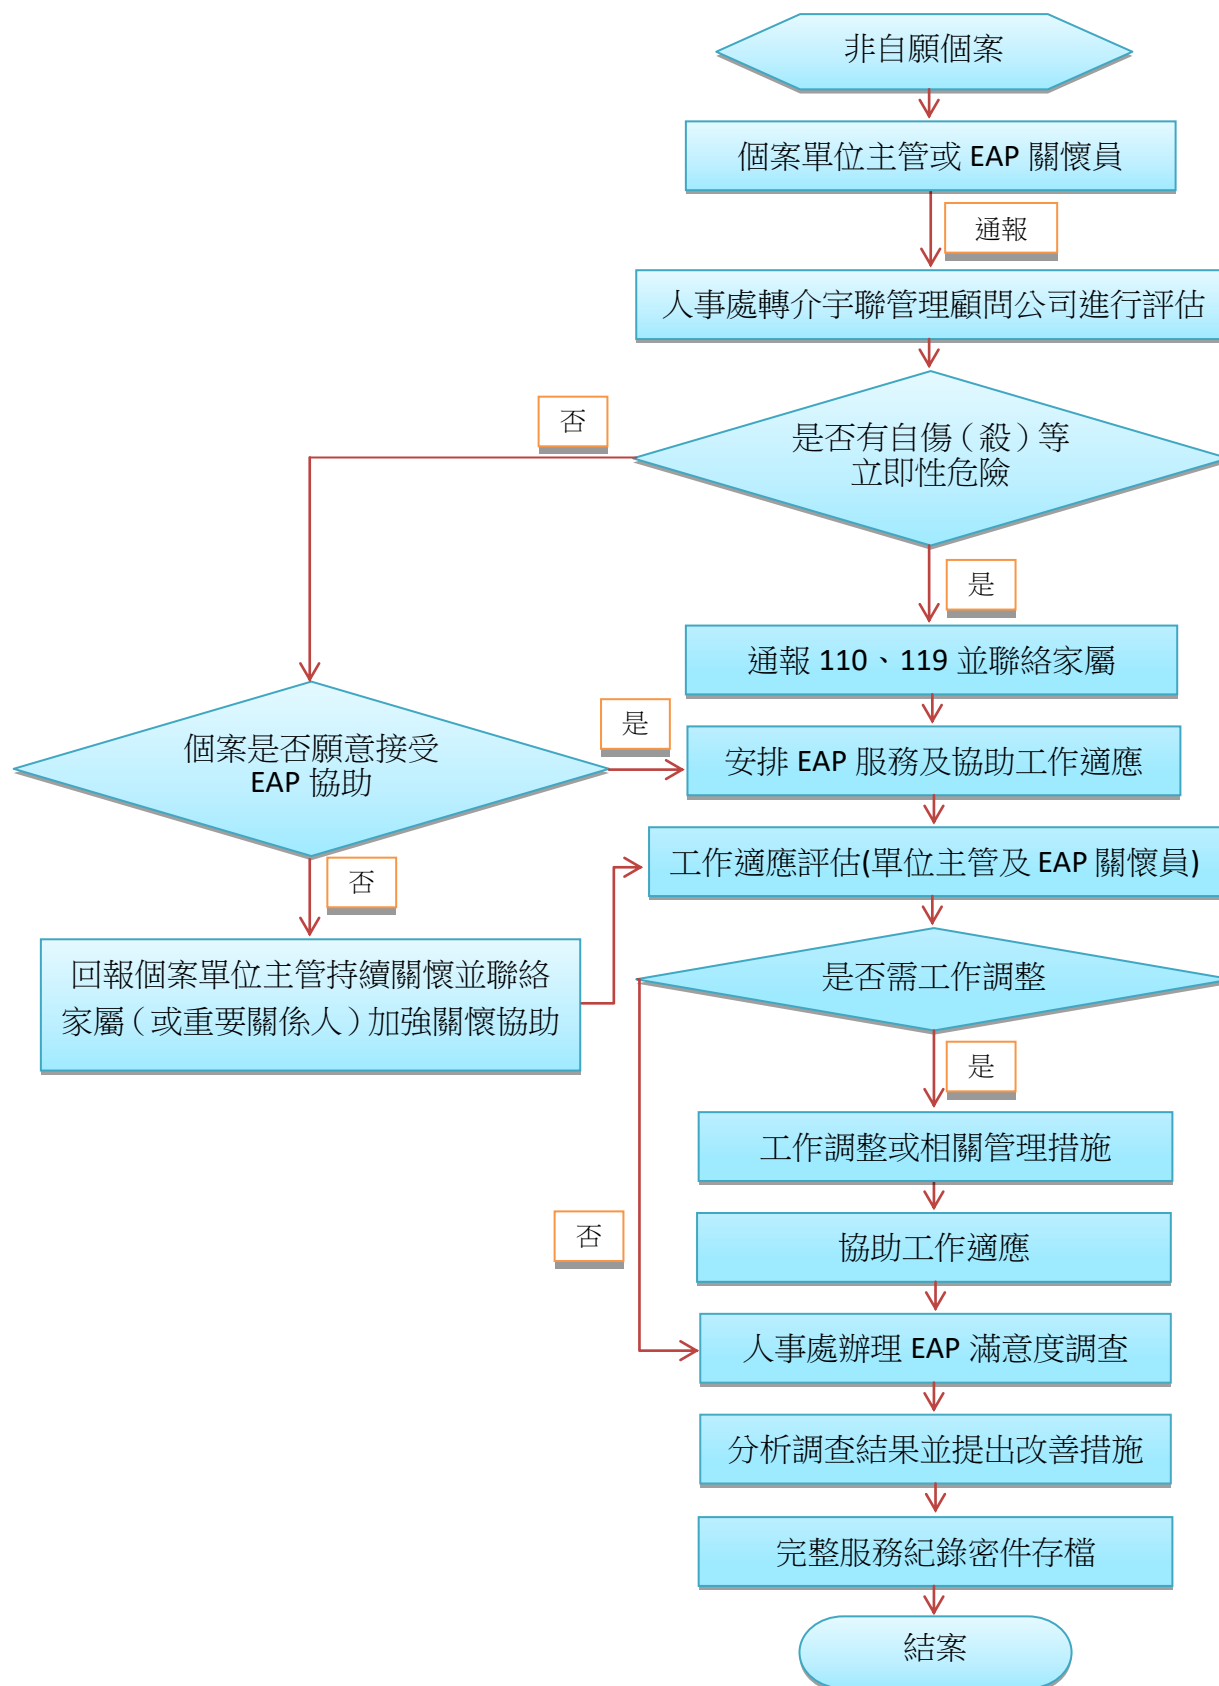 非自願個案
個案單位主管或 EAP 關懷員
通報
人事處轉介宇聯管理顧問公司進行評估
否
是否有自傷（殺）等
立即性危險
是
通報 110、119 並聯絡家屬
個案是否願意接受
EAP 協助
是
安排 EAP 服務及協助工作適應
否
工作適應評估(單位主管及 EAP 關懷員)
回報個案單位主管持續關懷並聯絡
家屬（或重要關係人）加強關懷協助
是否需工作調整
是
工作調整或相關管理措施
否
協助工作適應
人事處辦理 EAP 滿意度調查
分析調查結果並提出改善措施
完整服務紀錄密件存檔
結案